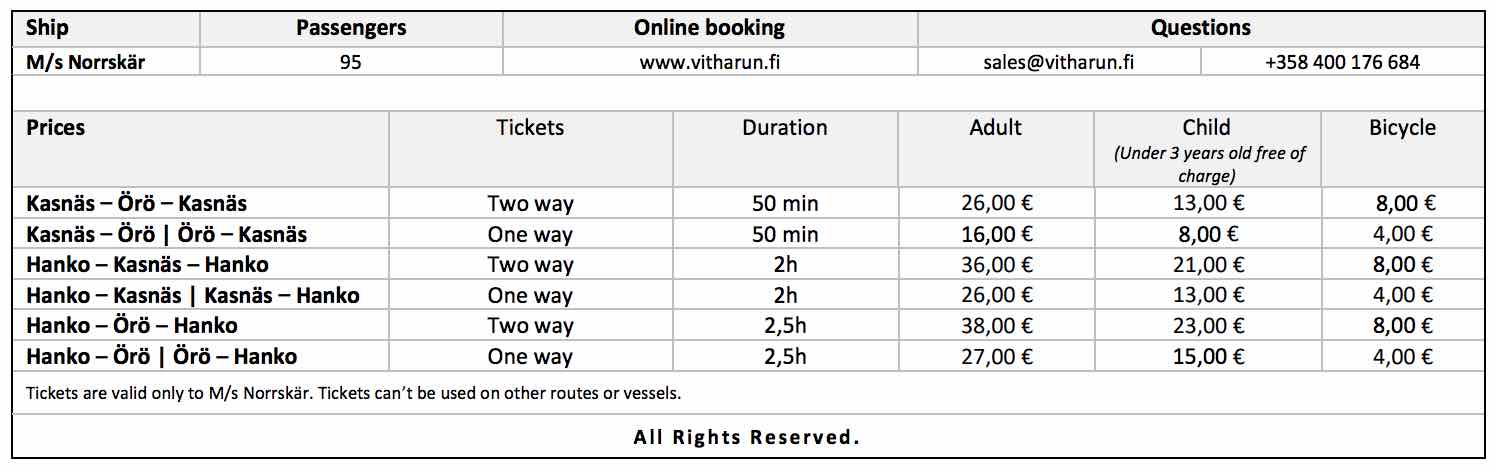 Ship Passengers Online booking Questions
M/s Norrskär 95 www.vitharun.fi sales@vitharun.fi +358 400 176 684
Prices Tickets Duration Adult Child Bicycle
(Under 3 years old free of
charge)
Kasnäs – Örö – Kasnäs Two way 50 min 26,00 € 13,00 € 8,00 €
Kasnäs – Örö | Örö – Kasnäs One way 50 min 16,00 € 8,00 € 4,00 €
Hanko – Kasnäs – Hanko Two way 2h 36,00 € 21,00 € 8,00 €
Hanko – Kasnäs | Kasnäs – Hanko One way 2h 26,00 € 13,00 € 4,00 €
Hanko – Örö – Hanko Two way 2,5h 38,00 € 23,00 € 8,00 €
Hanko – Örö | Örö – Hanko One way 2,5h 27,00 € 15,00 € 4,00 €
Tickets are valid only to M/s Norrskär. Tickets can't be used on other routes or vessels.
All Rights Reserved.